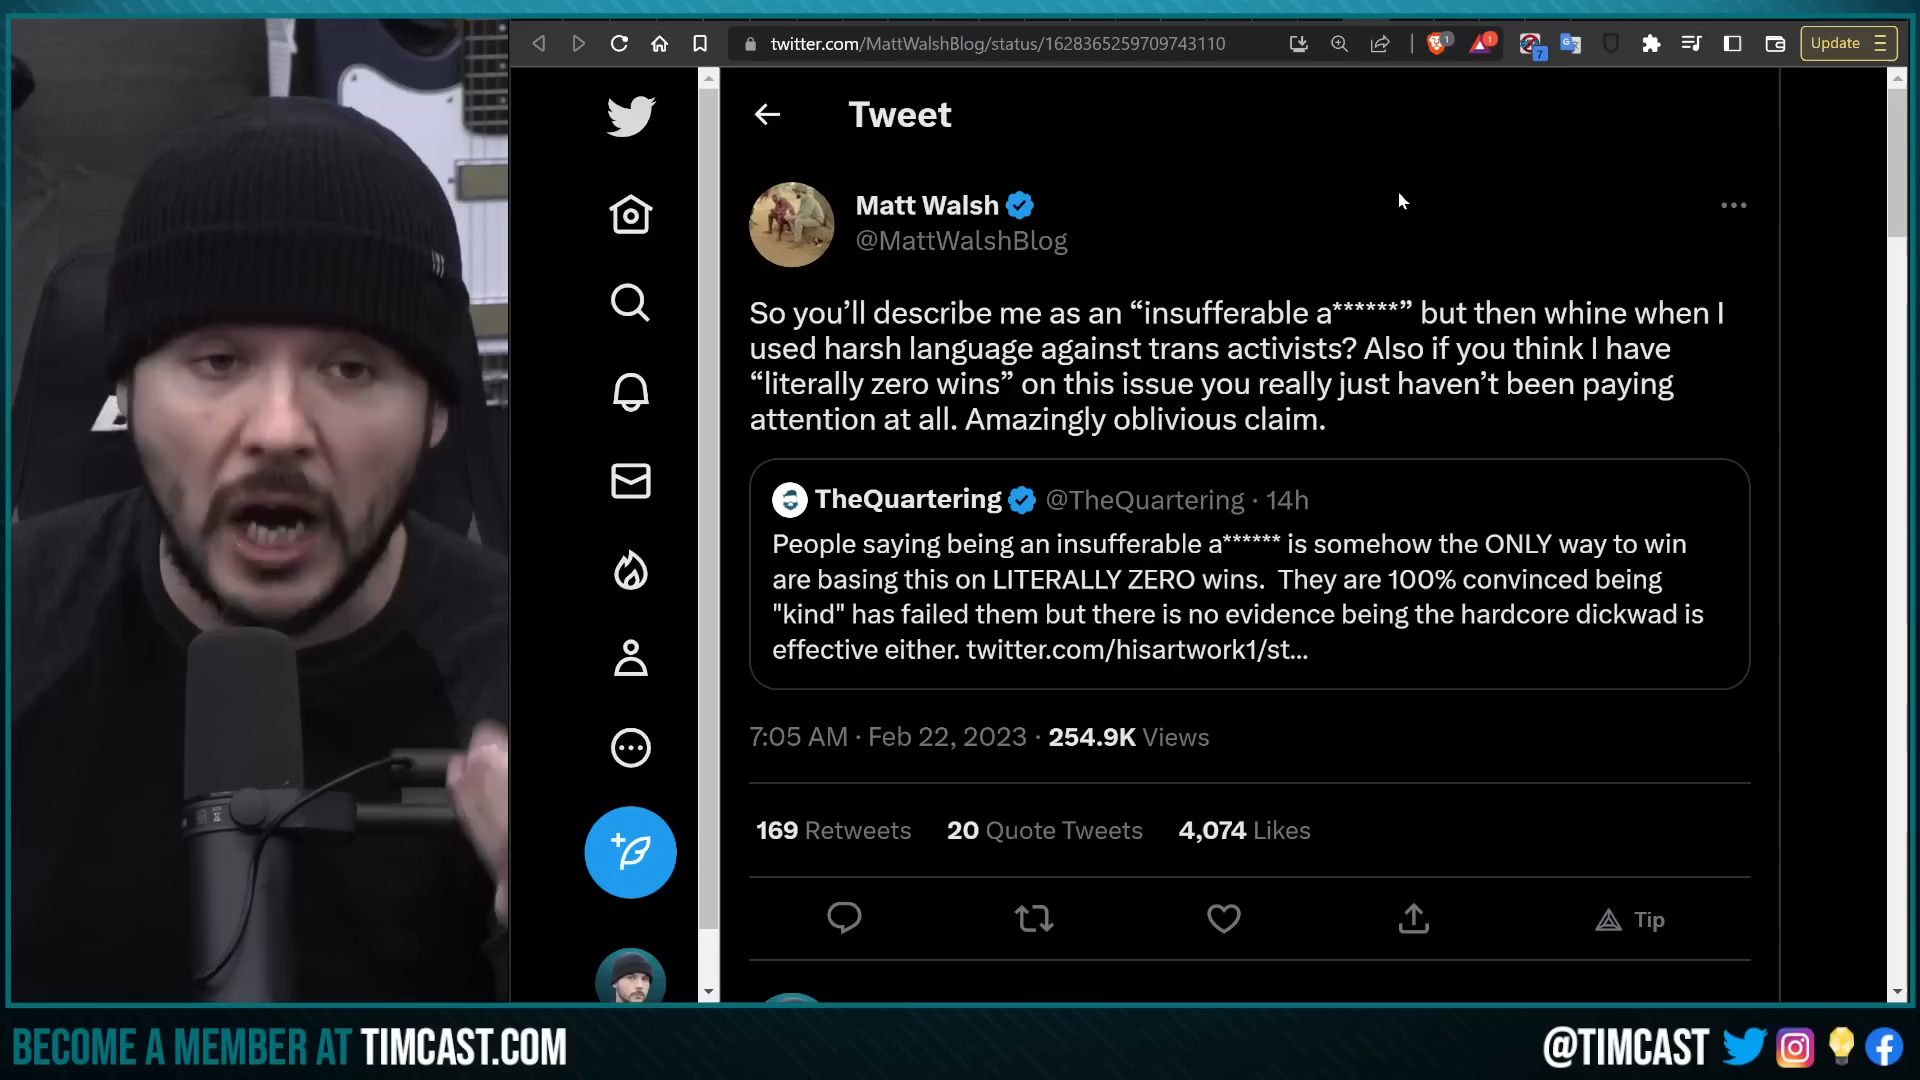 twitter.com/MattWalshBlog/status/1628365259709743110
1
1
7
Update
Tweet
Matt Walsh
@MattWalshBlog
So you’ll describe me as an “insufferable a******” but then whine when I
used harsh language against trans activists? Also if you think I have
“literally zero wins” on this issue you really just haven’t been paying
attention at all. Amazingly oblivious claim.
TheQuartering @TheQuartering · 14h
People saying being an insufferable a****** is somehow the ONLY way to win
are basing this on LITERALLY ZERO wins. They are 100% convinced being
"kind" has failed them but there is no evidence being the hardcore dickwad is
effective either. twitter.com/hisartwork1/st...
7:05 AM · Feb 22, 2023 · 254.9K Views
169 Retweets 20 Quote Tweets 4,074 Likes
Tip
BECOME A MEMBER AT TIMCAST.COM
@TIMCAST